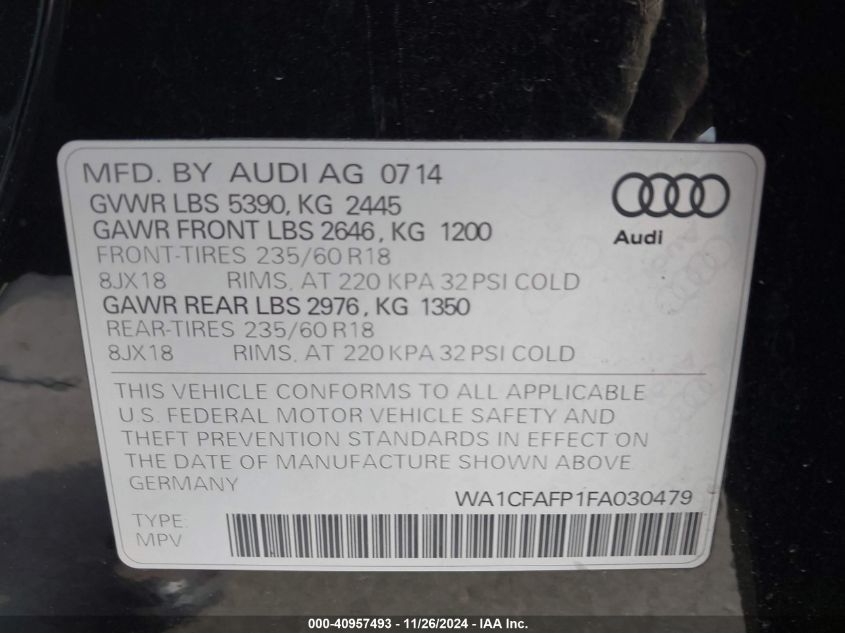 MFD. BY AUDI AG 0714
GVWR LBS 5390, KG 2445
GAWR FRONT LBS 2646, KG 1200
FRONT-TIRES 235/60 R18
8JX18 RIMS, AT 220 KPA 32 PSI COLD
GAWR REAR LBS 2976, KG 1350
REAR-TIRES 235/60 R18
8JX18 RIMS, AT 220 KPA 32 PSI COLD
Audi
THIS VEHICLE CONFORMS TO ALL APPLICABLE
U.S. FEDERAL MOTOR VEHICLE SAFETY AND
THEFT PREVENTION STANDARDS IN EFFECT ON
THE DATE OF MANUFACTURE SHOWN ABOVE.
GERMANY
WA1CFAFP1FA030479
TYPE:
MPV
000-40957493 - 11/26/2024 - IAA Inc.